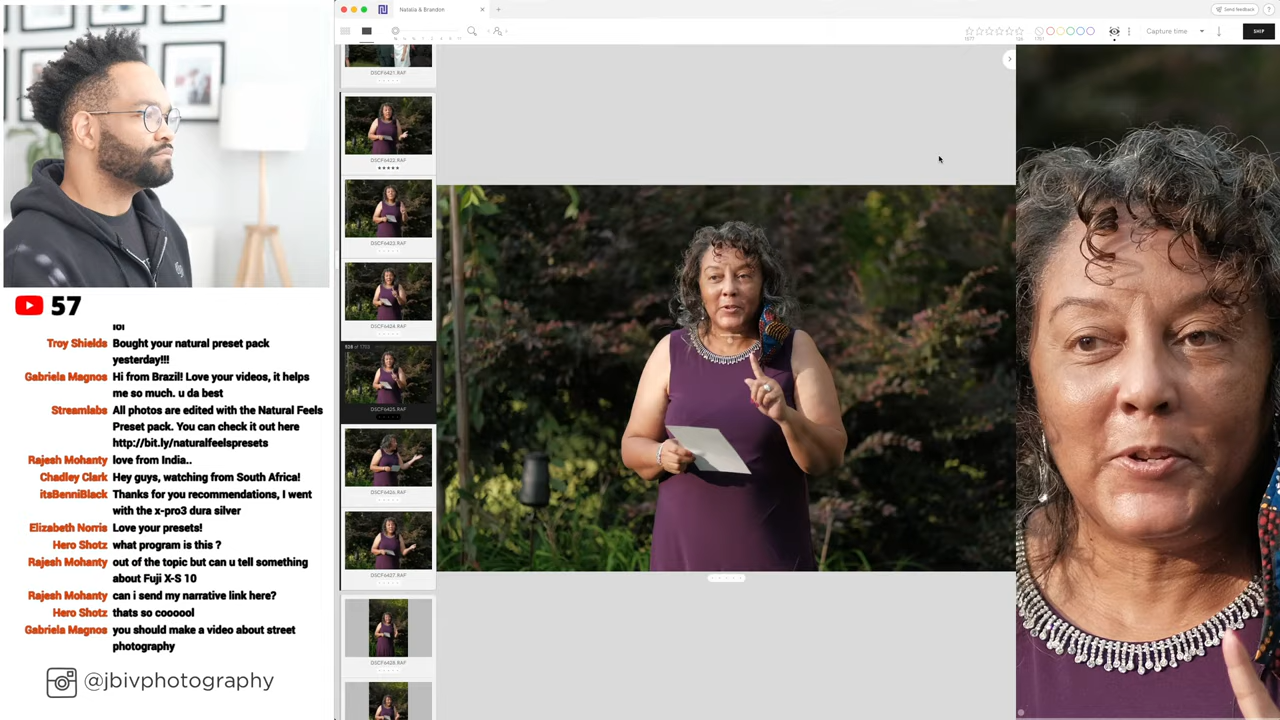 Natalia & Brandon
Send feedback
?
Capture time
SHIP
57
lol
Troy Shields Bought your natural preset pack
yesterday!!!
Gabriela Magnos Hi from Brazil! Love your videos, it helps
me so much. u da best
Streamlabs All photos are edited with the Natural Feels
Preset pack. You can check it out here
http://bit.ly/naturalfeelspresets
Rajesh Mohanty love from India..
Chadley Clark Hey guys, watching from South Africa!
itsBenniBlack Thanks for you recommendations, I went
with the x-pro3 dura silver
Elizabeth Norris Love your presets!
Hero Shotz what program is this ?
Rajesh Mohanty out of the topic but can u tell something
about Fuji X-S 10
Rajesh Mohanty can i send my narrative link here?
Hero Shotz thats so coooool
Gabriela Magnos you should make a video about street
photography
@jbivphotography
DSCF6421.RAF
DSCF6422.RAF
DSCF6423.RAF
DSCF6424.RAF
DSCF6425.RAF
DSCF6426.RAF
DSCF6427.RAF
DSCF6428.RAF